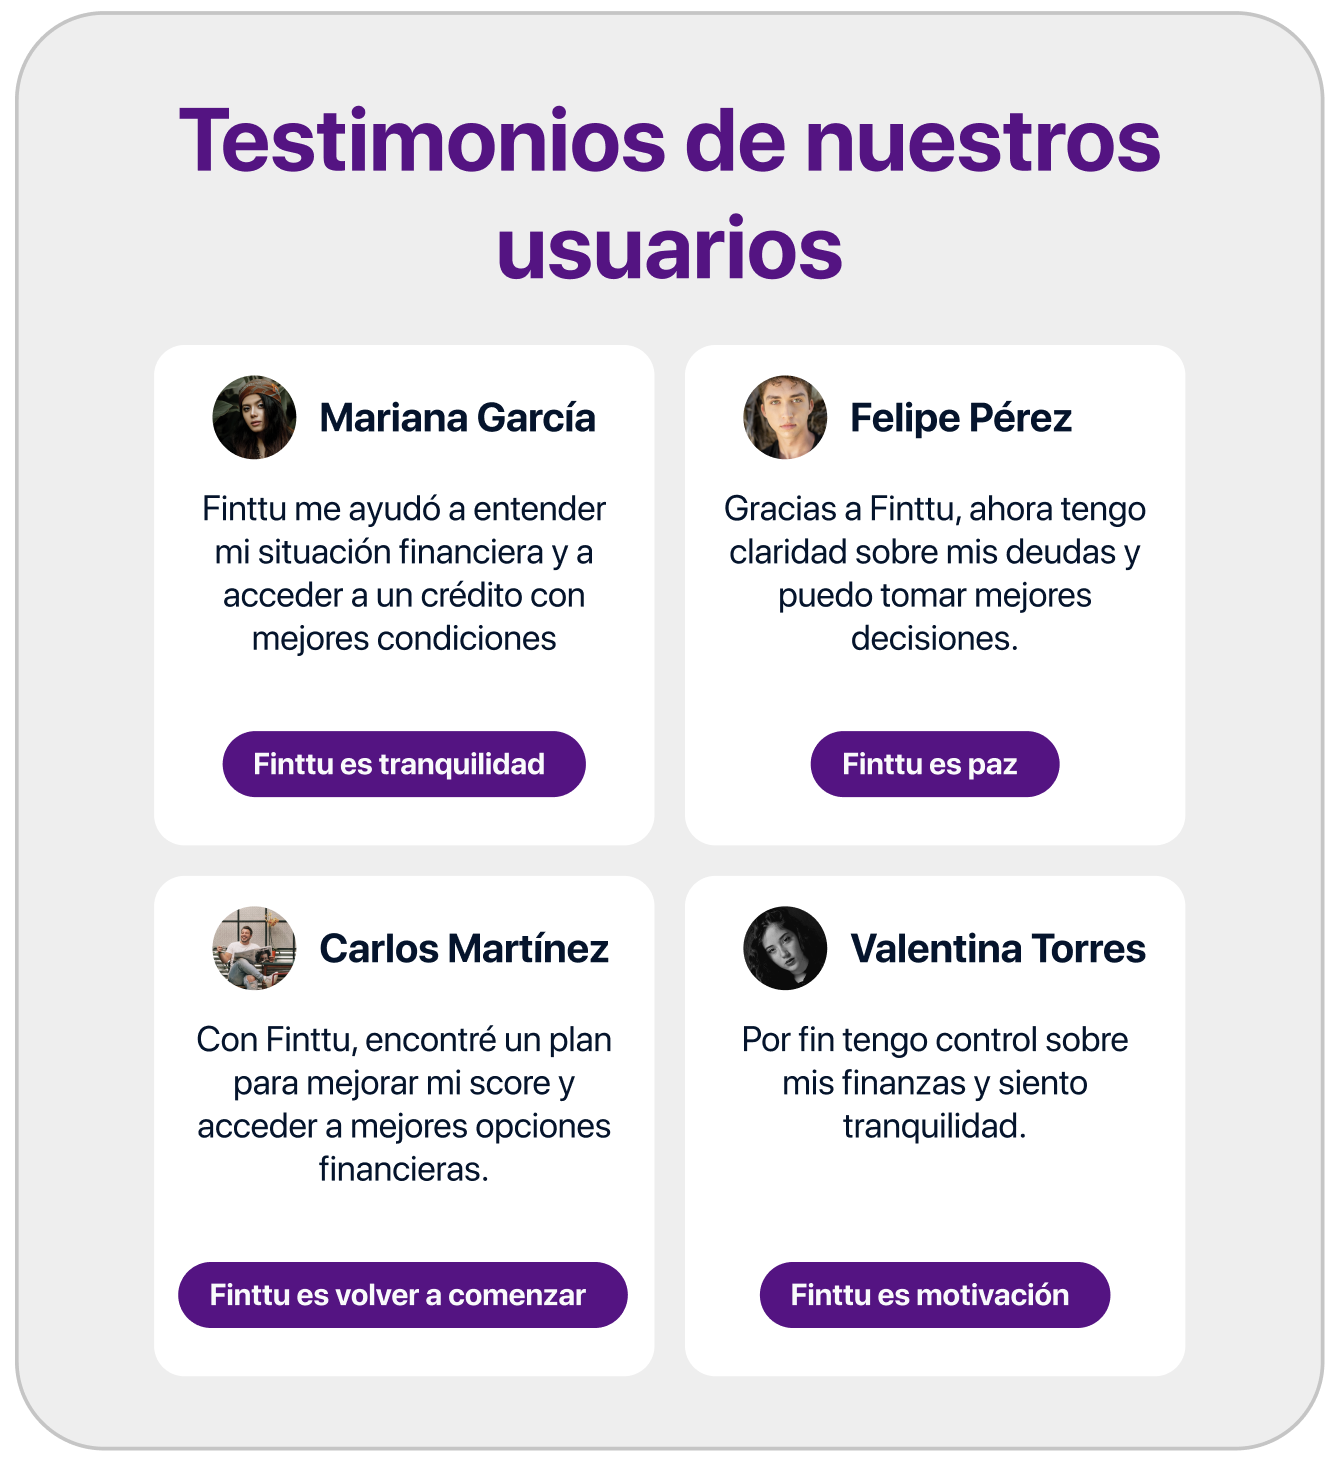 Testimonios de nuestros
usuarios
Mariana García
Finttu me ayudó a entender
mi situación financiera y a
acceder a un crédito con
mejores condiciones
Finttu es tranquilidad
Felipe Pérez
Gracias a Finttu, ahora tengo
claridad sobre mis deudas y
puedo tomar mejores
decisiones.
Finttu es paz
Carlos Martínez
Con Finttu, encontré un plan
para mejorar mi score y
acceder a mejores opciones
financieras.
Finttu es volver a comenzar
Valentina Torres
Por fin tengo control sobre
mis finanzas y siento
tranquilidad.
Finttu es motivación